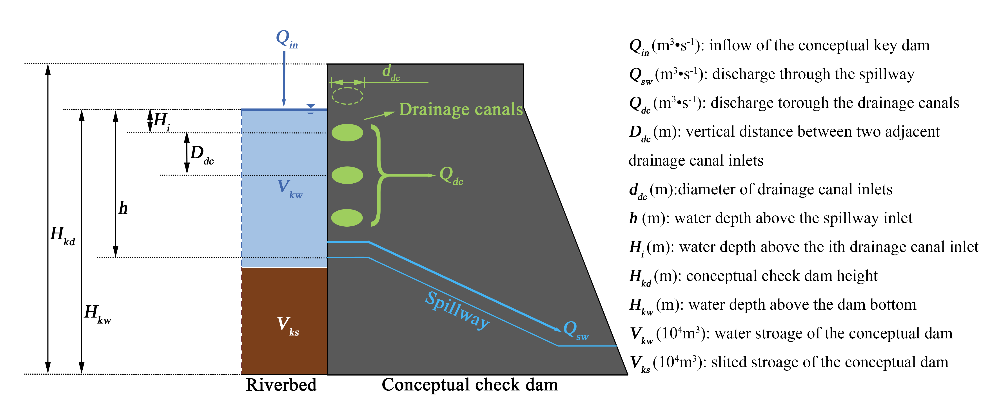 Q_in
d_dc
Drainage canals
H_i
D_dc
Q_dc
V_kw
h
H_kd
H_kw
Spillway
Q_sw
V_ks
Riverbed
Conceptual check dam
Q_in (m³•s⁻¹): inflow of the conceptual key dam
Q_sw (m³•s⁻¹): discharge through the spillway
Q_dc (m³•s⁻¹): discharge torough the drainage canals
D_dc (m): vertical distance between two adjacent
drainage canal inlets
d_dc (m):diameter of drainage canal inlets
h (m): water depth above the spillway inlet
H_i (m): water depth above the ith drainage canal inlet
H_kd (m): conceptual check dam height
H_kw (m): water depth above the dam bottom
V_kw (10⁴m³): water stroage of the conceptual dam
V_ks (10⁴m³): slited stroage of the conceptual dam